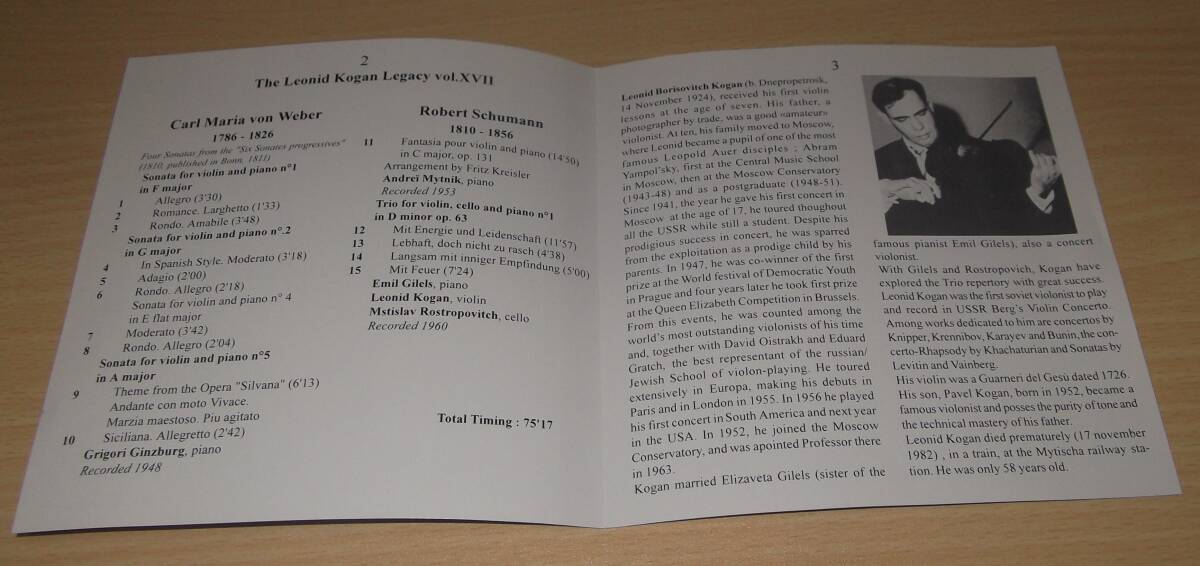 2
The Leonid Kogan Legacy vol.XVII
Carl Maria von Weber
1786 - 1826
Four Sonatas from the "Six Sonates progressives"
(1810, published in Bonn, 1811)
Sonata for violin and piano n°1
in F major
1 Allegro (3'30)
2 Romance. Larghetto (1'33)
3 Rondo. Amabile (3'48)
Sonata for violin and piano n°.2
in G major
4 In Spanish Style. Moderato (3'18)
5 Adagio (2'00)
6 Rondo. Allegro (2'18)
Sonata for violin and piano n° 4
in E flat major
7 Moderato (3'42)
8 Rondo. Allegro (2'04)
Sonata for violin and piano n°5
in A major
9 Theme from the Opera "Silvana" (6'13)
Andante con moto Vivace.
Marzia maestoso. Piu agitato
10 Siciliana. Allegretto (2'42)
Grigori Ginzburg, piano
Recorded 1948
Robert Schumann
1810 - 1856
11 Fantasia pour violin and piano (14'50)
in C major, op. 131
Arrangement by Fritz Kreisler
Andreï Mytnik, piano
Recorded 1953
Trio for violin, cello and piano n°1
in D minor op. 63
12 Mit Energie und Leidenschaft (11'57)
13 Lebhaft, doch nicht zu rasch (4'38)
14 Langsam mit inniger Empfindung (5'00)
15 Mit Feuer (7'24)
Emil Gilels, piano
Leonid Kogan, violin
Mstislav Rostropovitch, cello
Recorded 1960
Total Timing : 75'17
3
Leonid Borisovitch Kogan (b. Dnepropetrosk,
14 November 1924), received his first violin
lessons at the age of seven. His father, a
photographer by trade, was a good «amateur»
violonist. At ten, his family moved to Moscow,
where Leonid became a pupil of one of the most
famous Leopold Auer disciples ; Abram
Yampol'sky, first at the Central Music School
in Moscow, then at the Moscow Conservatory
(1943-48) and as a postgraduate (1948-51).
Since 1941, the year he gave his first concert in
Moscow at the age of 17, he toured thoughout
all the USSR while still a student. Despite his
prodigious success in concert, he was sparred
from the exploitation as a prodige child by his
parents. In 1947, he was co-winner of the first
prize at the World festival of Democratic Youth
in Prague and four years later he took first prize
at the Queen Elizabeth Competition in Brussels.
From this events, he was counted among the
world's most outstanding violonists of his time
and, together with David Oistrakh and Eduard
Gratch, the best representant of the russian/
Jewish School of violon-playing. He toured
extensively in Europa, making his debuts in
Paris and in London in 1955. In 1956 he played
his first concert in South America and next year
in the USA. In 1952, he joined the Moscow
Conservatory, and was apointed Professor there
in 1963.
Kogan married Elizaveta Gilels (sister of the
famous pianist Emil Gilels), also a concert
violonist.
With Gilels and Rostropovich, Kogan have
explored the Trio repertory with great success.
Leonid Kogan was the first soviet violonist to play
and record in USSR Berg's Violin Concerto.
Among works dedicated to him are concertos by
Knipper, Krennibov, Karayev and Bunin, the con-
certo-Rhapsody by Khachaturian and Sonatas by
Levitin and Vainberg.
His violin was a Guarneri del Gesù dated 1726.
His son, Pavel Kogan, born in 1952, became a
famous violonist and posses the purity of tone and
the technical mastery of his father.
Leonid Kogan died prematurely (17 november
1982) , in a train, at the Mytischa railway sta-
tion. He was only 58 years old.